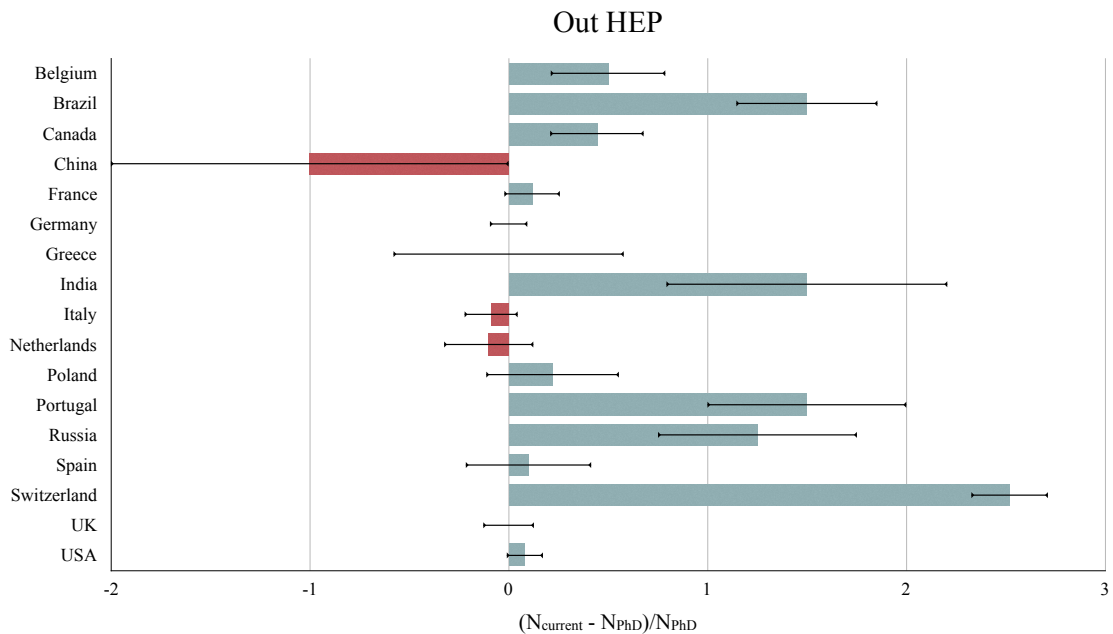 Out HEP
Belgium
Brazil
Canada
China
France
Germany
Greece
India
Italy
Netherlands
Poland
Portugal
Russia
Spain
Switzerland
UK
USA
-2 -1 0 1 2 3
(Ncurrent - NPhD)/NPhD